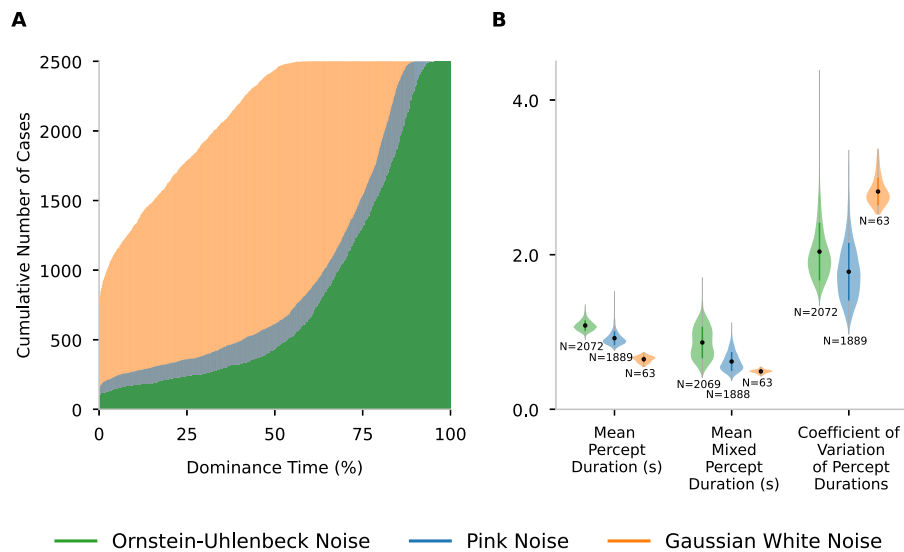 A
B
2500
2000
1500
1000
500
0
Cumulative Number of Cases
0
25
50
75
100
Dominance Time (%)
4.0
2.0
0.0
N=2072
N=1889
N=63
N=2069
N=1888
N=63
N=2072
N=1889
N=63
Mean
Percept
Duration (s)
Mean
Mixed
Percept
Duration (s)
Coefficient of
Variation
of Percept
Durations
Ornstein-Uhlenbeck Noise
Pink Noise
Gaussian White Noise